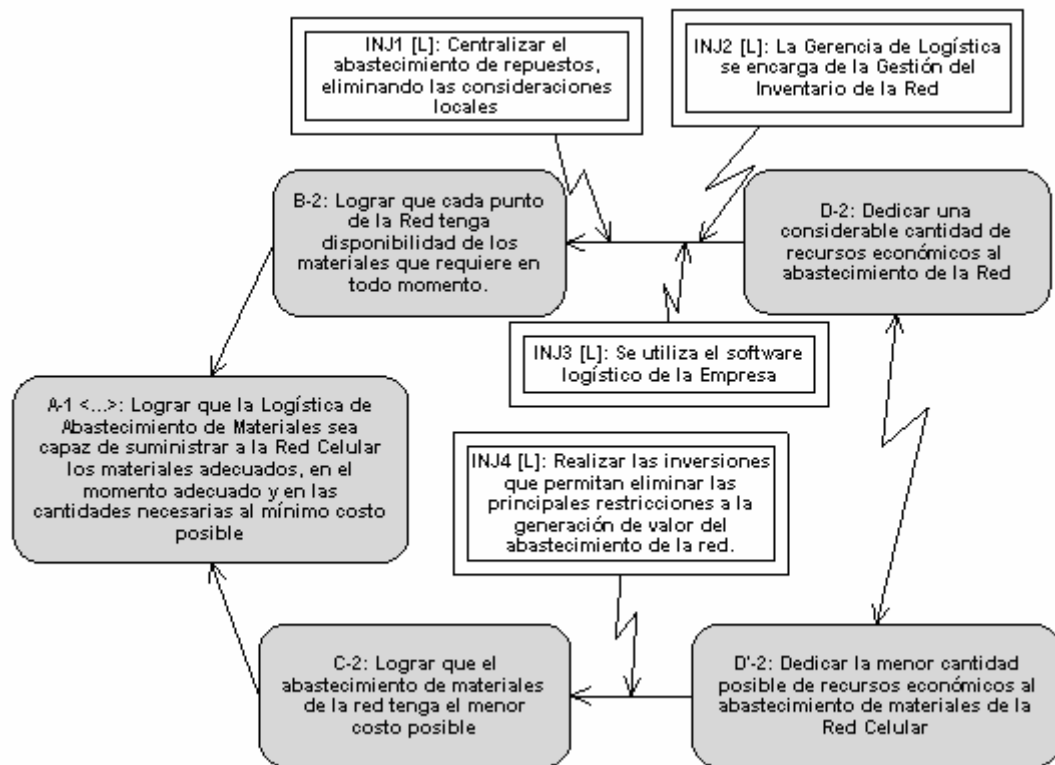 INJ1 [L]: Centralizar el
abastecimiento de repuestos,
eliminando las consideraciones
locales
INJ2 [L]: La Gerencia de Logística
se encarga de la Gestión del
Inventario de la Red
B-2: Lograr que cada punto
de la Red tenga
disponibilidad de los
materiales que requiere en
todo momento.
D-2: Dedicar una
considerable cantidad de
recursos económicos al
abastecimiento de la Red
INJ3 [L]: Se utiliza el software
logístico de la Empresa
A-1 <...>: Lograr que la Logística de
Abastecimiento de Materiales sea
capaz de suministrar a la Red Celular
los materiales adecuados, en el
momento adecuado y en las
cantidades necesarias al mínimo costo
posible
INJ4 [L]: Realizar las inversiones
que permitan eliminar las
principales restricciones a la
generación de valor del
abastecimiento de la red.
C-2: Lograr que el
abastecimiento de materiales
de la red tenga el menor
costo posible
D'-2: Dedicar la menor cantidad
posible de recursos económicos al
abastecimiento de materiales de la
Red Celular